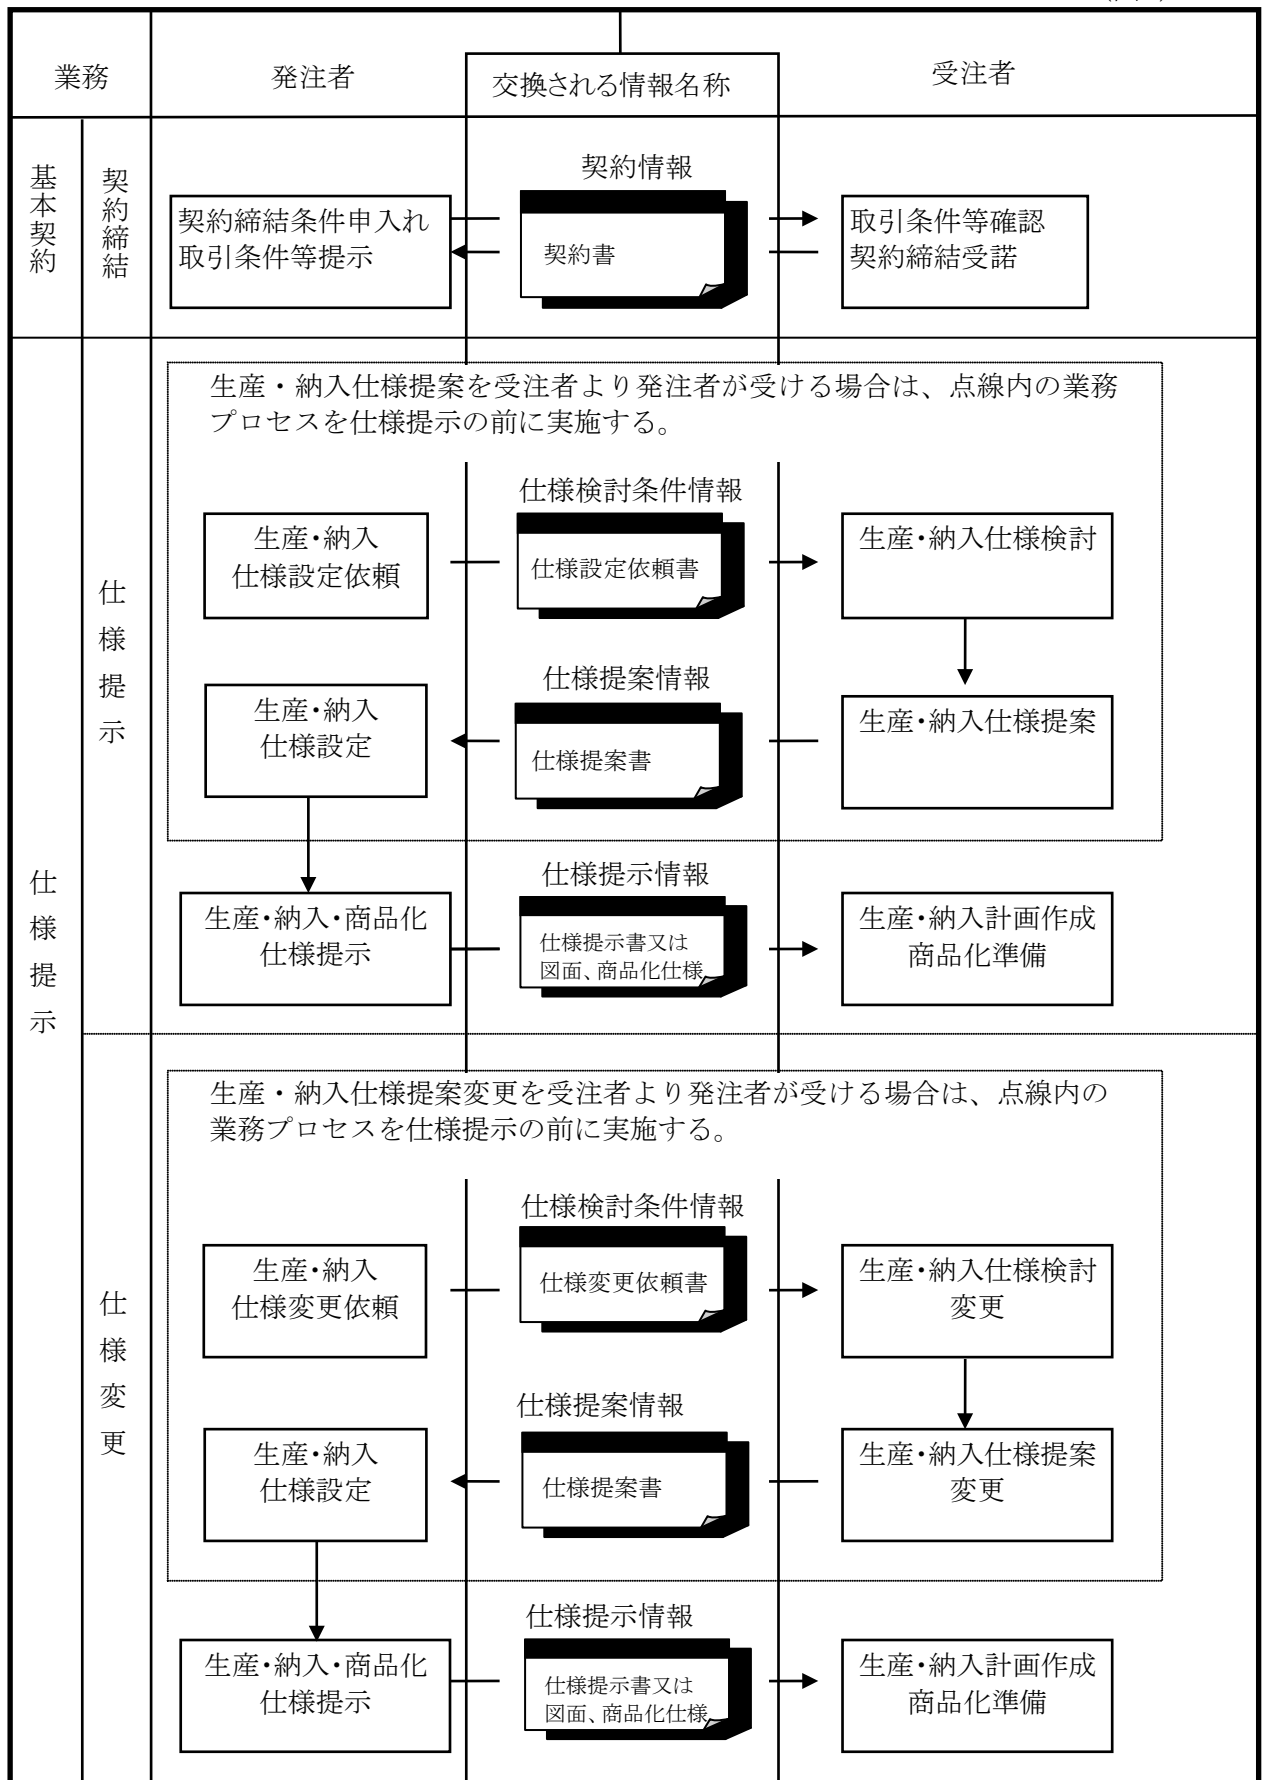 業務
発注者
交換される情報名称
受注者
基本契約
契約締結
契約情報
契約締結条件申入れ
取引条件等提示
契約書
取引条件等確認
契約締結受諾
仕様提示
仕様提示
生産・納入仕様提案を受注者より発注者が受ける場合は、点線内の業務
プロセスを仕様提示の前に実施する。
仕様検討条件情報
生産・納入
仕様設定依頼
仕様設定依頼書
生産・納入仕様検討
仕様提案情報
生産・納入
仕様設定
仕様提案書
生産・納入仕様提案
仕様提示情報
生産・納入・商品化
仕様提示
仕様提示書又は
図面、商品化仕様
生産・納入計画作成
商品化準備
仕様変更
生産・納入仕様提案変更を受注者より発注者が受ける場合は、点線内の
業務プロセスを仕様提示の前に実施する。
仕様検討条件情報
生産・納入
仕様変更依頼
仕様変更依頼書
生産・納入仕様検討
変更
仕様提案情報
生産・納入
仕様設定
仕様提案書
生産・納入仕様提案
変更
仕様提示情報
生産・納入・商品化
仕様提示
仕様提示書又は
図面、商品化仕様
生産・納入計画作成
商品化準備